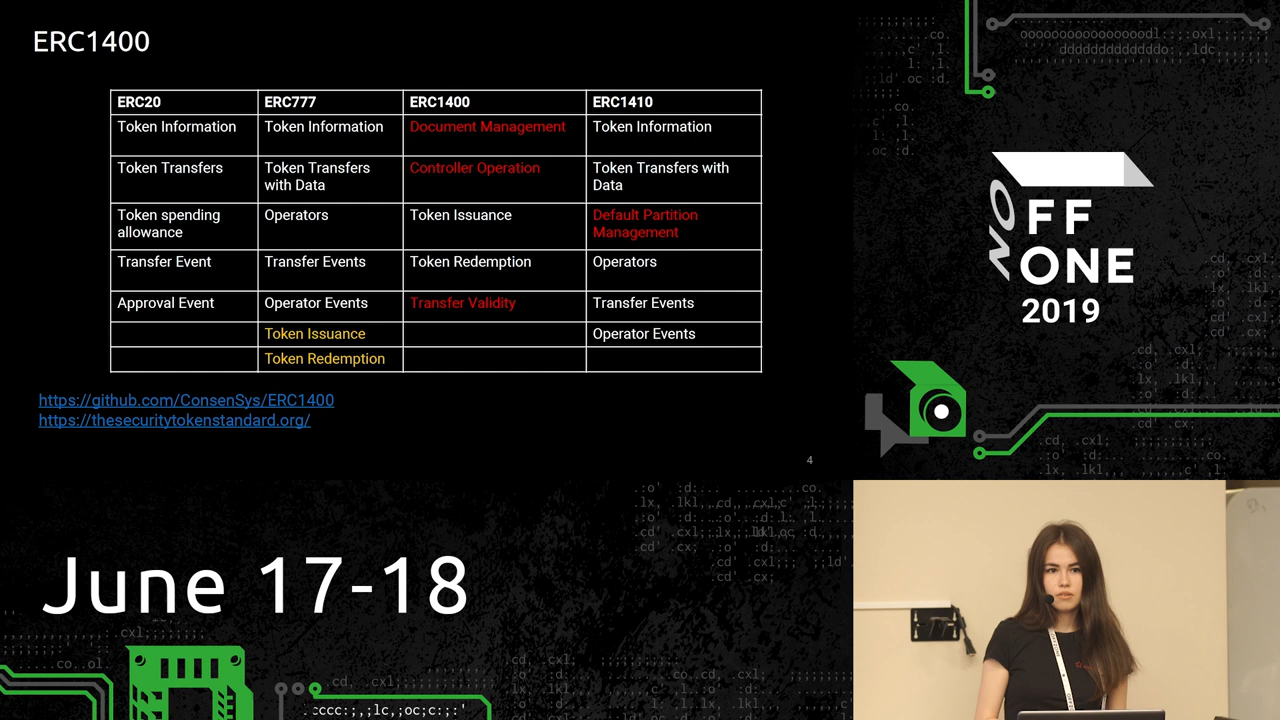 ERC1400
ERC20 ERC777 ERC1400 ERC1410
Token Information Token Information Document Management Token Information
Token Transfers Token Transfers with Data Controller Operation Token Transfers with Data
Token spending allowance Operators Token Issuance Default Partition Management
Transfer Event Transfer Events Token Redemption Operators
Approval Event Operator Events Transfer Validity Transfer Events
Token Issuance Operator Events
Token Redemption
https://github.com/ConsenSys/ERC1400
https://thesecuritytokenstandard.org/
4
NO
FF
ONE
2019
June 17-18